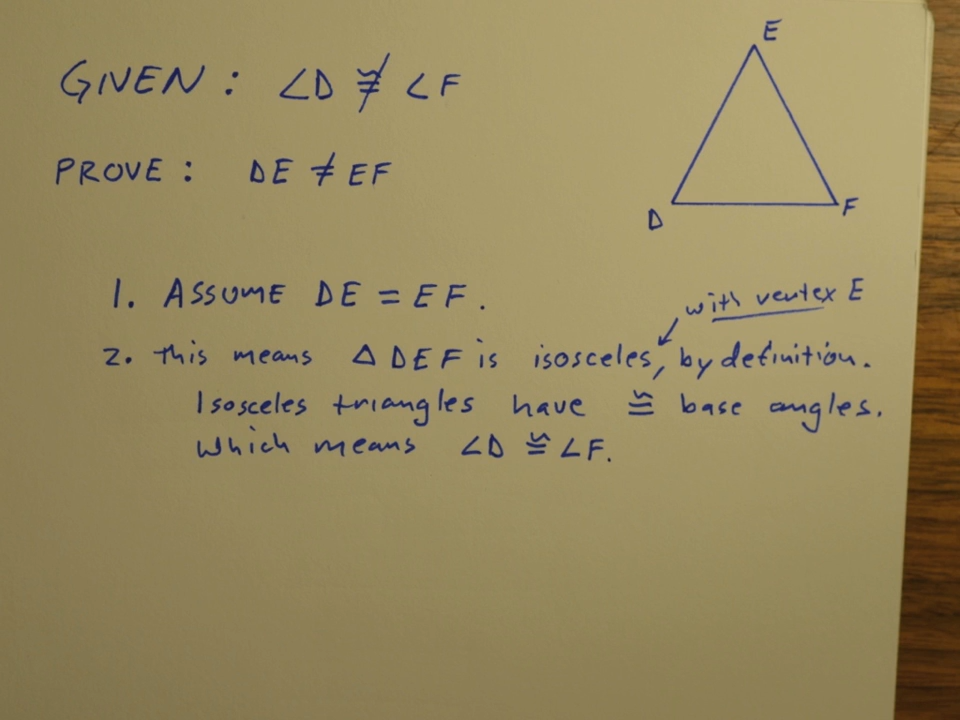 GIVEN : ∠D ≇ ∠F
E
PROVE : DE ≠ EF
D
F
1. ASSUME DE = EF.
with vertex E
2. this means △DEF is isosceles, by definition.
Isosceles triangles have ≅ base angles.
Which means ∠D ≅ ∠F.